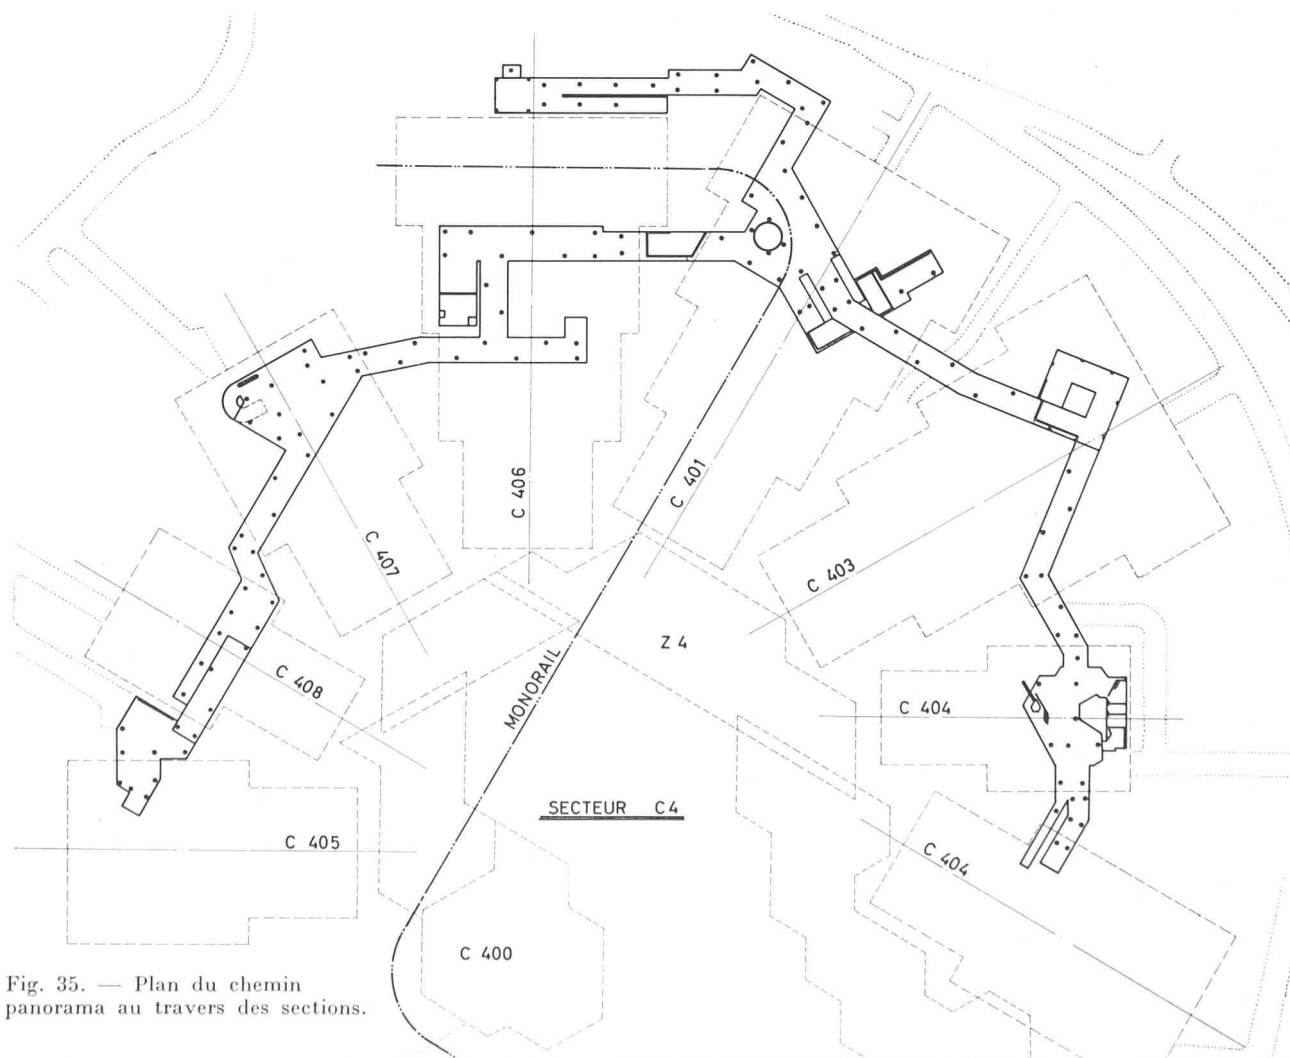 C 406
C 401
C 407
C 403
Z 4
C 408
MONORAIL
C 404
SECTEUR C4
C 405
C 404
C 400
Fig. 35. — Plan du chemin
panorama au travers des sections.